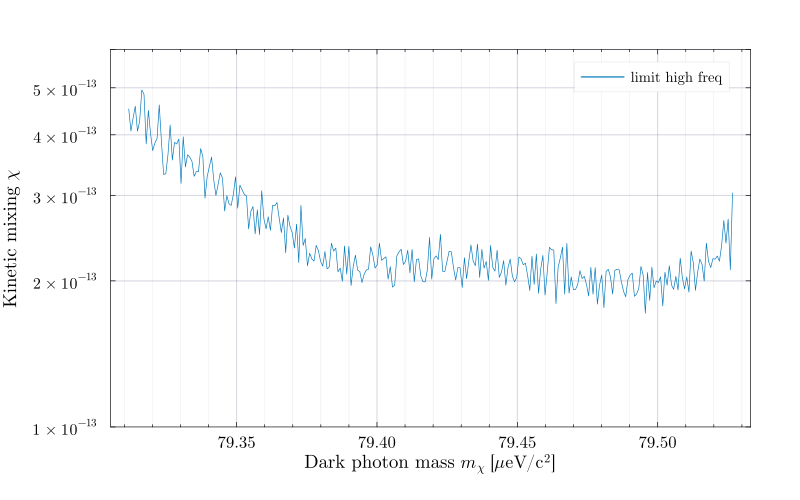 limit high freq
Kinetic mixing χ
5 × 10⁻¹³
4 × 10⁻¹³
3 × 10⁻¹³
2 × 10⁻¹³
1 × 10⁻¹³
79.35 79.40 79.45 79.50
Dark photon mass mᵪ [μeV/c²]